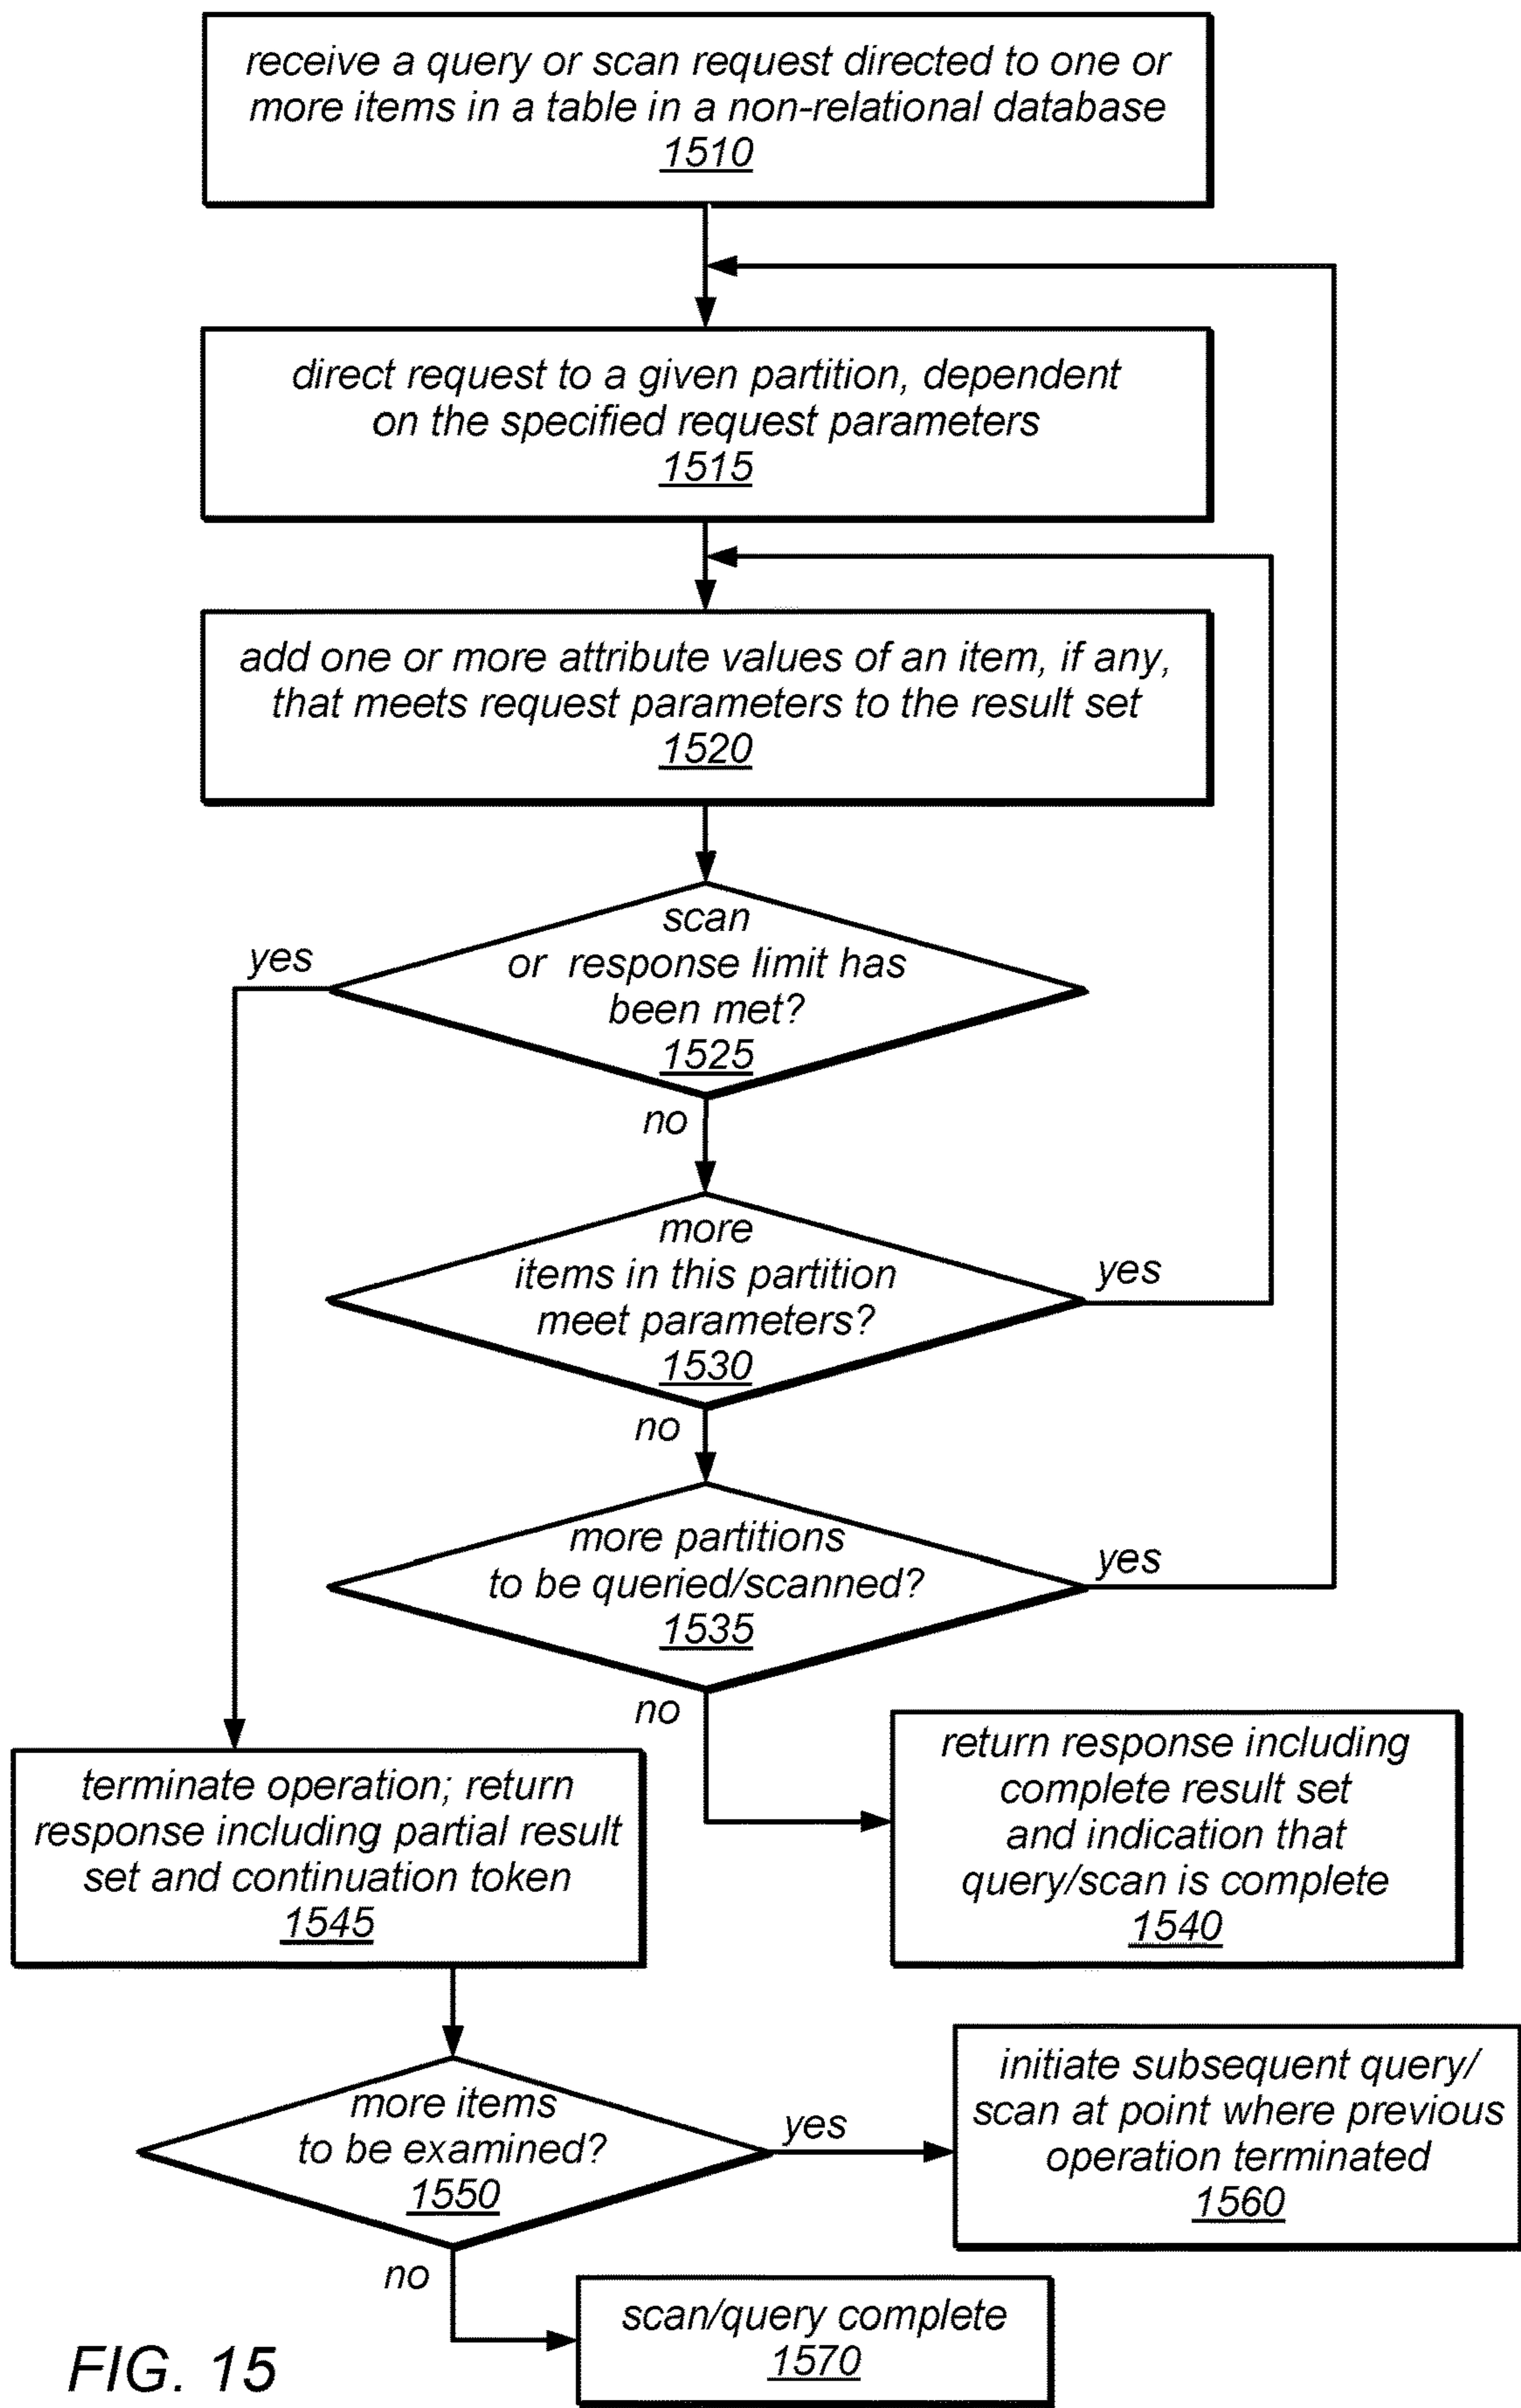 receive a query or scan request directed to one or
more items in a table in a non-relational database
1510
direct request to a given partition, dependent
on the specified request parameters
1515
add one or more attribute values of an item, if any,
that meets request parameters to the result set
1520
scan
or response limit has
been met?
1525
yes
no
more
items in this partition
meet parameters?
1530
yes
no
more partitions
to be queried/scanned?
1535
yes
no
return response including
complete result set
and indication that
query/scan is complete
1540
terminate operation; return
response including partial result
set and continuation token
1545
more items
to be examined?
1550
yes
no
initiate subsequent query/
scan at point where previous
operation terminated
1560
scan/query complete
1570
FIG. 15